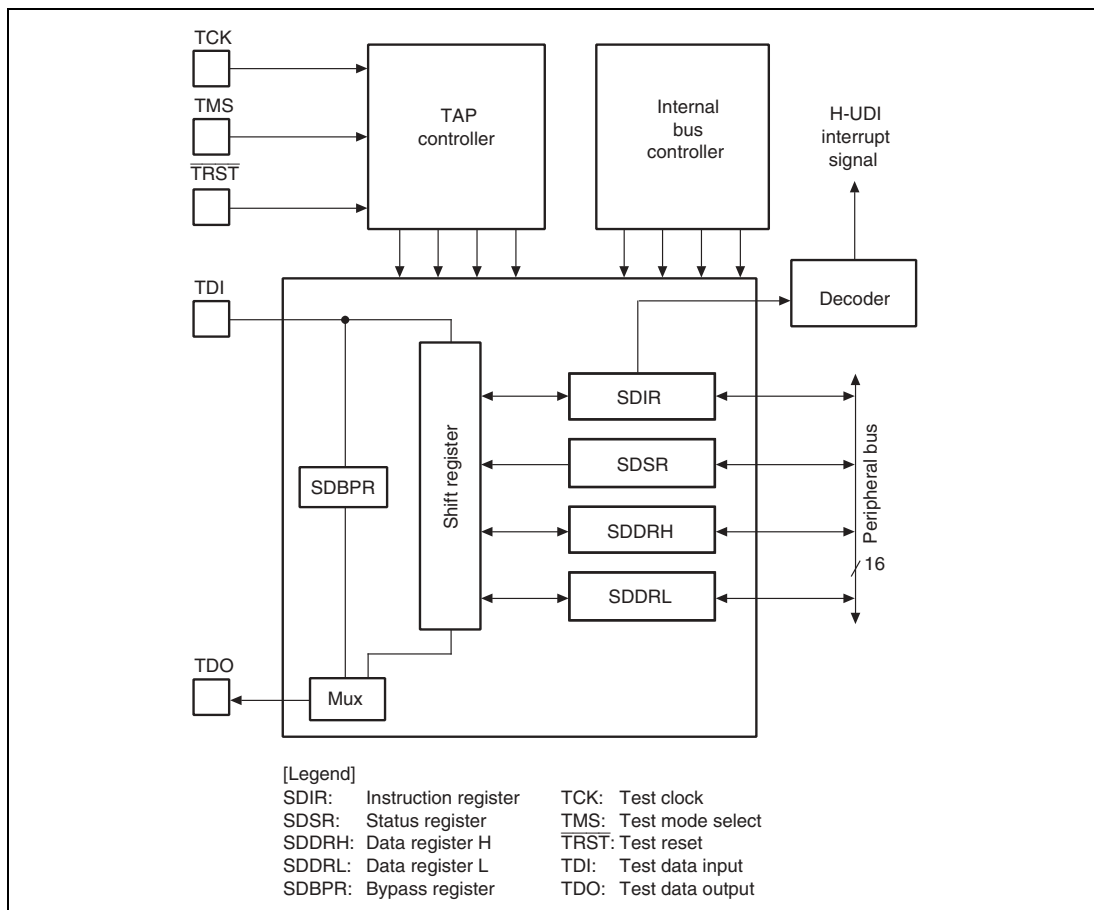 TCK
TMS
TRST
TAP
controller
Internal
bus
controller
H-UDI
interrupt
signal
Decoder
TDI
SDIR
SDSR
SDDRH
SDDRL
Shift register
SDBPR
Peripheral bus
16
TDO
Mux
[Legend]
SDIR: Instruction register
SDSR: Status register
SDDRH: Data register H
SDDRL: Data register L
SDBPR: Bypass register
TCK: Test clock
TMS: Test mode select
TRST: Test reset
TDI: Test data input
TDO: Test data output